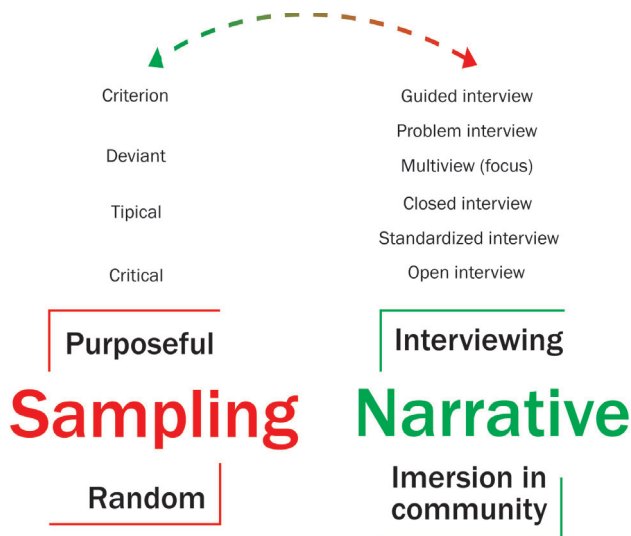 Criterion
Deviant
Tipical
Critical
Purposeful
Sampling
Random
Guided interview
Problem interview
Multiview (focus)
Closed interview
Standardized interview
Open interview
Interviewing
Narrative
Imersion in
community